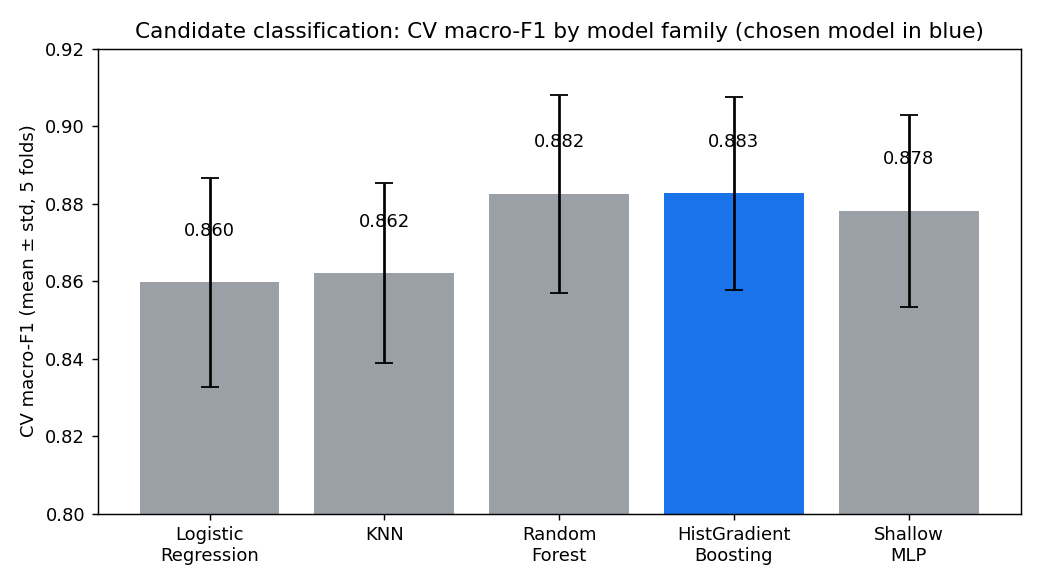 Candidate classification: CV macro-F1 by model family (chosen model in blue)
CV macro-F1 (mean ± std, 5 folds)
0.92
0.90
0.88
0.86
0.84
0.82
0.80
0.860
0.862
0.882
0.883
0.878
Logistic
Regression
KNN
Random
Forest
HistGradient
Boosting
Shallow
MLP